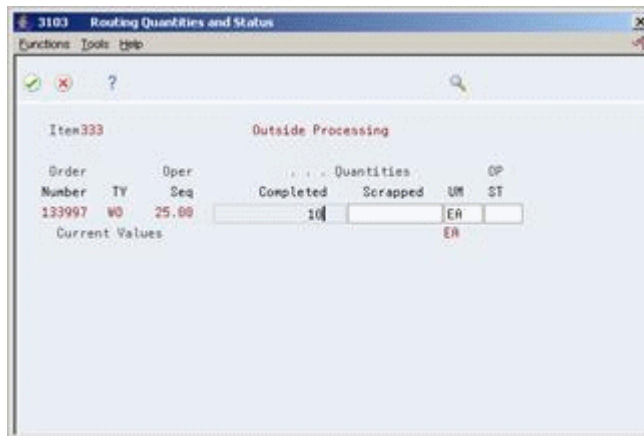 3103 Routing Quantities and Status
Functions Tools Help
?
Item333 Outside Processing
Order Oper . . . Quantities OP
Number TY Seq Completed Scrapped UM ST
133997 WO 25.00 10 EA
Current Values EA